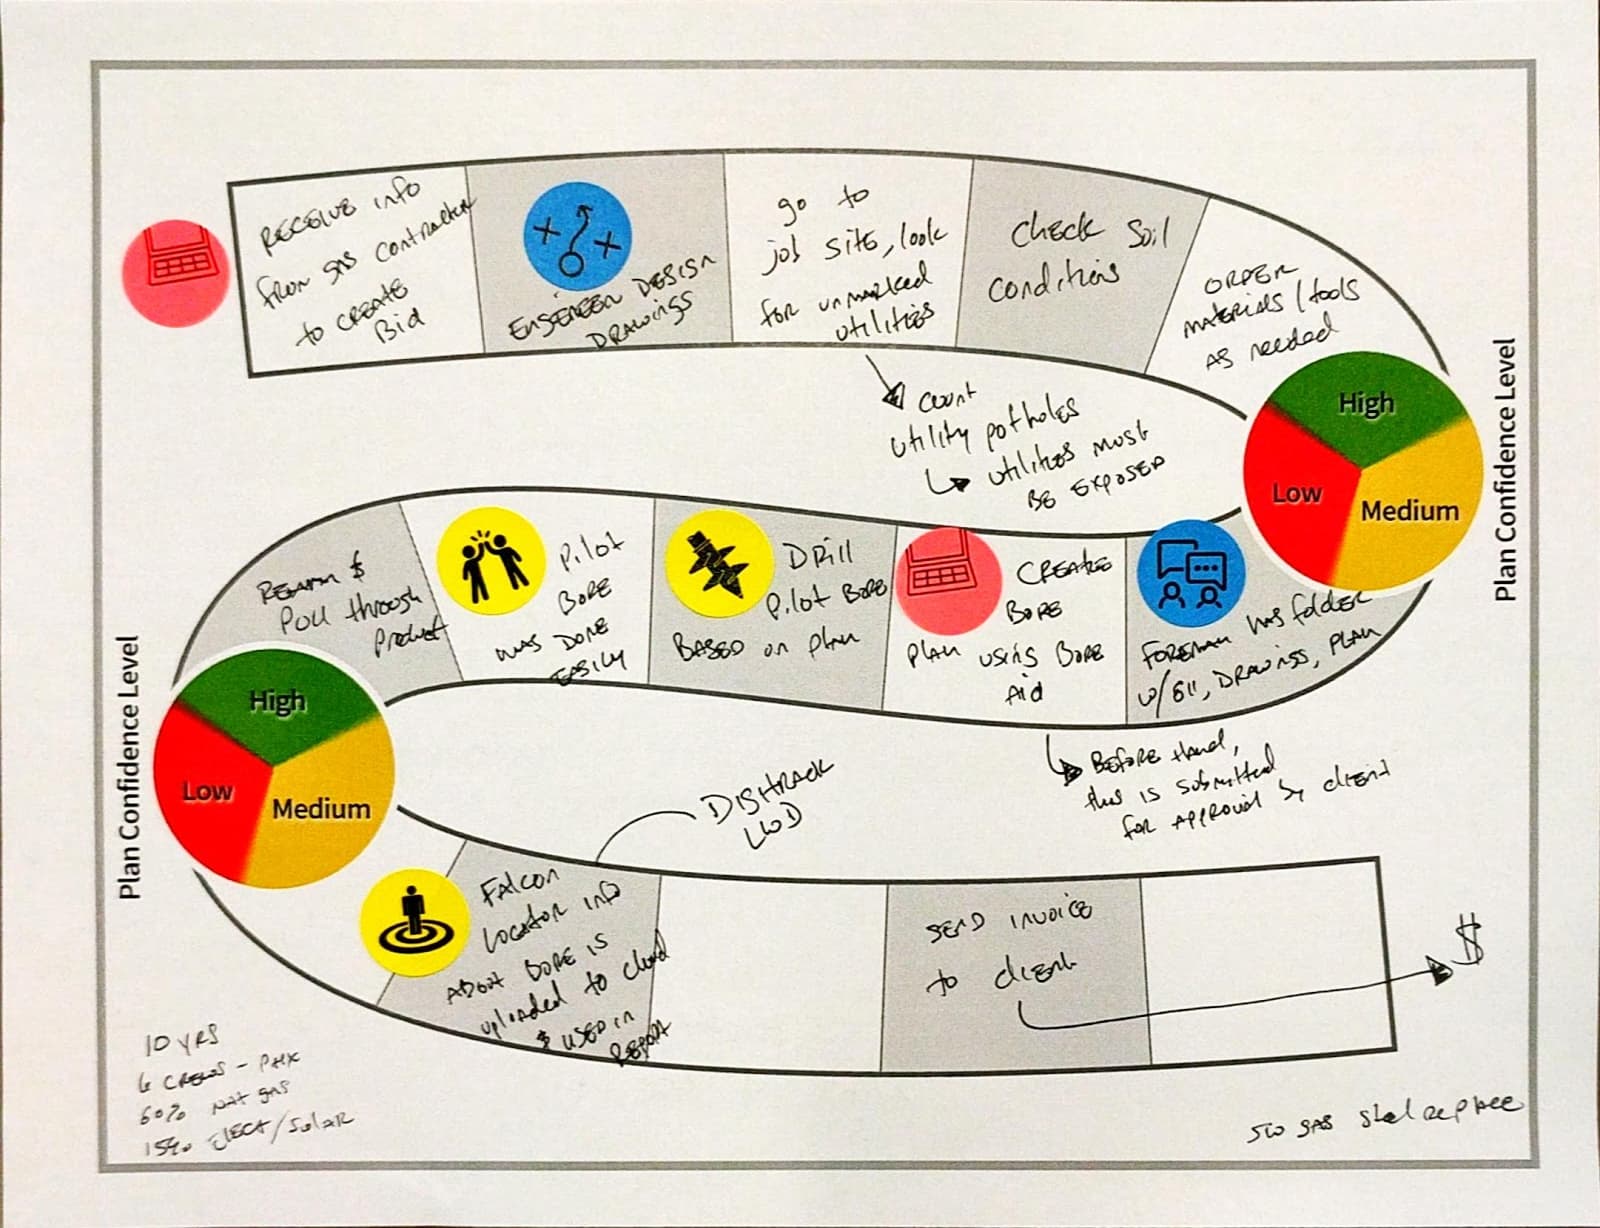 RECEIVE info
from gas contractor
to CREATE
Bid
ENGINEER DESIGN
DRAWINGS
go to
job site, look
for unmarked
utilities
check soil
conditions
ORDER
MATERIALS / tools
AS needed
count
utility potholes
utilities must
BE EXPOSED
High
Low
Medium
Plan Confidence Level
FOREMAN has folder
w/ 811, DRAWINGS, PLAN
CREATE
BORE
PLAN using BORE
Aid
Before Hand,
this is submitted
for approval by client
DRill
Pilot BORE
BASED on plan
Pilot
BORE
was DONE
EASILY
REAM &
Pull through
product
Plan Confidence Level
High
Low
Medium
DIGITRACK
LWD
FALCON
LOCATOR info
ABOUT BORE is
uploaded to cloud
& USED in
REPORT
SEND INVOICE
to client
$
10 YRS
6 CREWS - PHX
60% NAT gas
15% ELECT/Solar
SW GAS steel replace